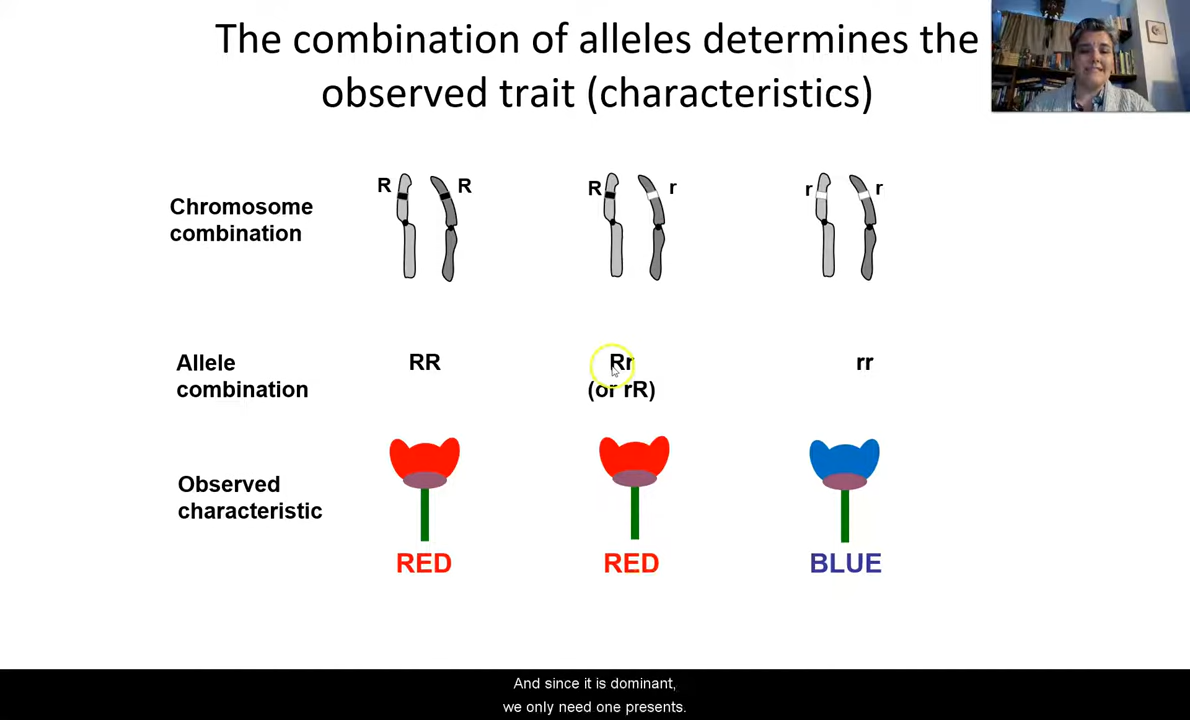 The combination of alleles determines the
observed trait (characteristics)
R R R r r r
Chromosome
combination
Allele
combination
RR
Rr
(or rR)
rr
Observed
characteristic
RED
RED
BLUE
And since it is dominant,
we only need one presents.